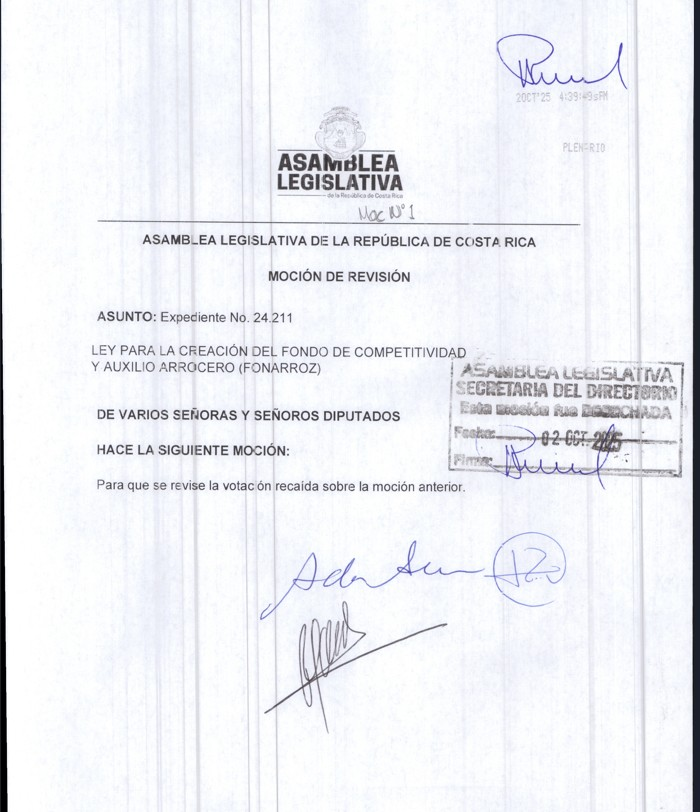 2OCT'25 4:39:49sPM
PLENARIO
ASAMBLEA
LEGISLATIVA
de la República de Costa Rica
Moc N° 1
ASAMBLEA LEGISLATIVA DE LA REPÚBLICA DE COSTA RICA
MOCIÓN DE REVISIÓN
ASUNTO: Expediente No. 24.211
LEY PARA LA CREACIÓN DEL FONDO DE COMPETITIVIDAD
Y AUXILIO ARROCERO (FONARROZ)
ASAMBLEA LEGISLATIVA
SECRETARIA DEL DIRECTORIO
Esta moción fue DESECHADA
Fecha: 02 OCT. 2025
Firma:
DE VARIOS SEÑORAS Y SEÑOROS DIPUTADOS
HACE LA SIGUIENTE MOCIÓN:
Para que se revise la votación recaída sobre la moción anterior.